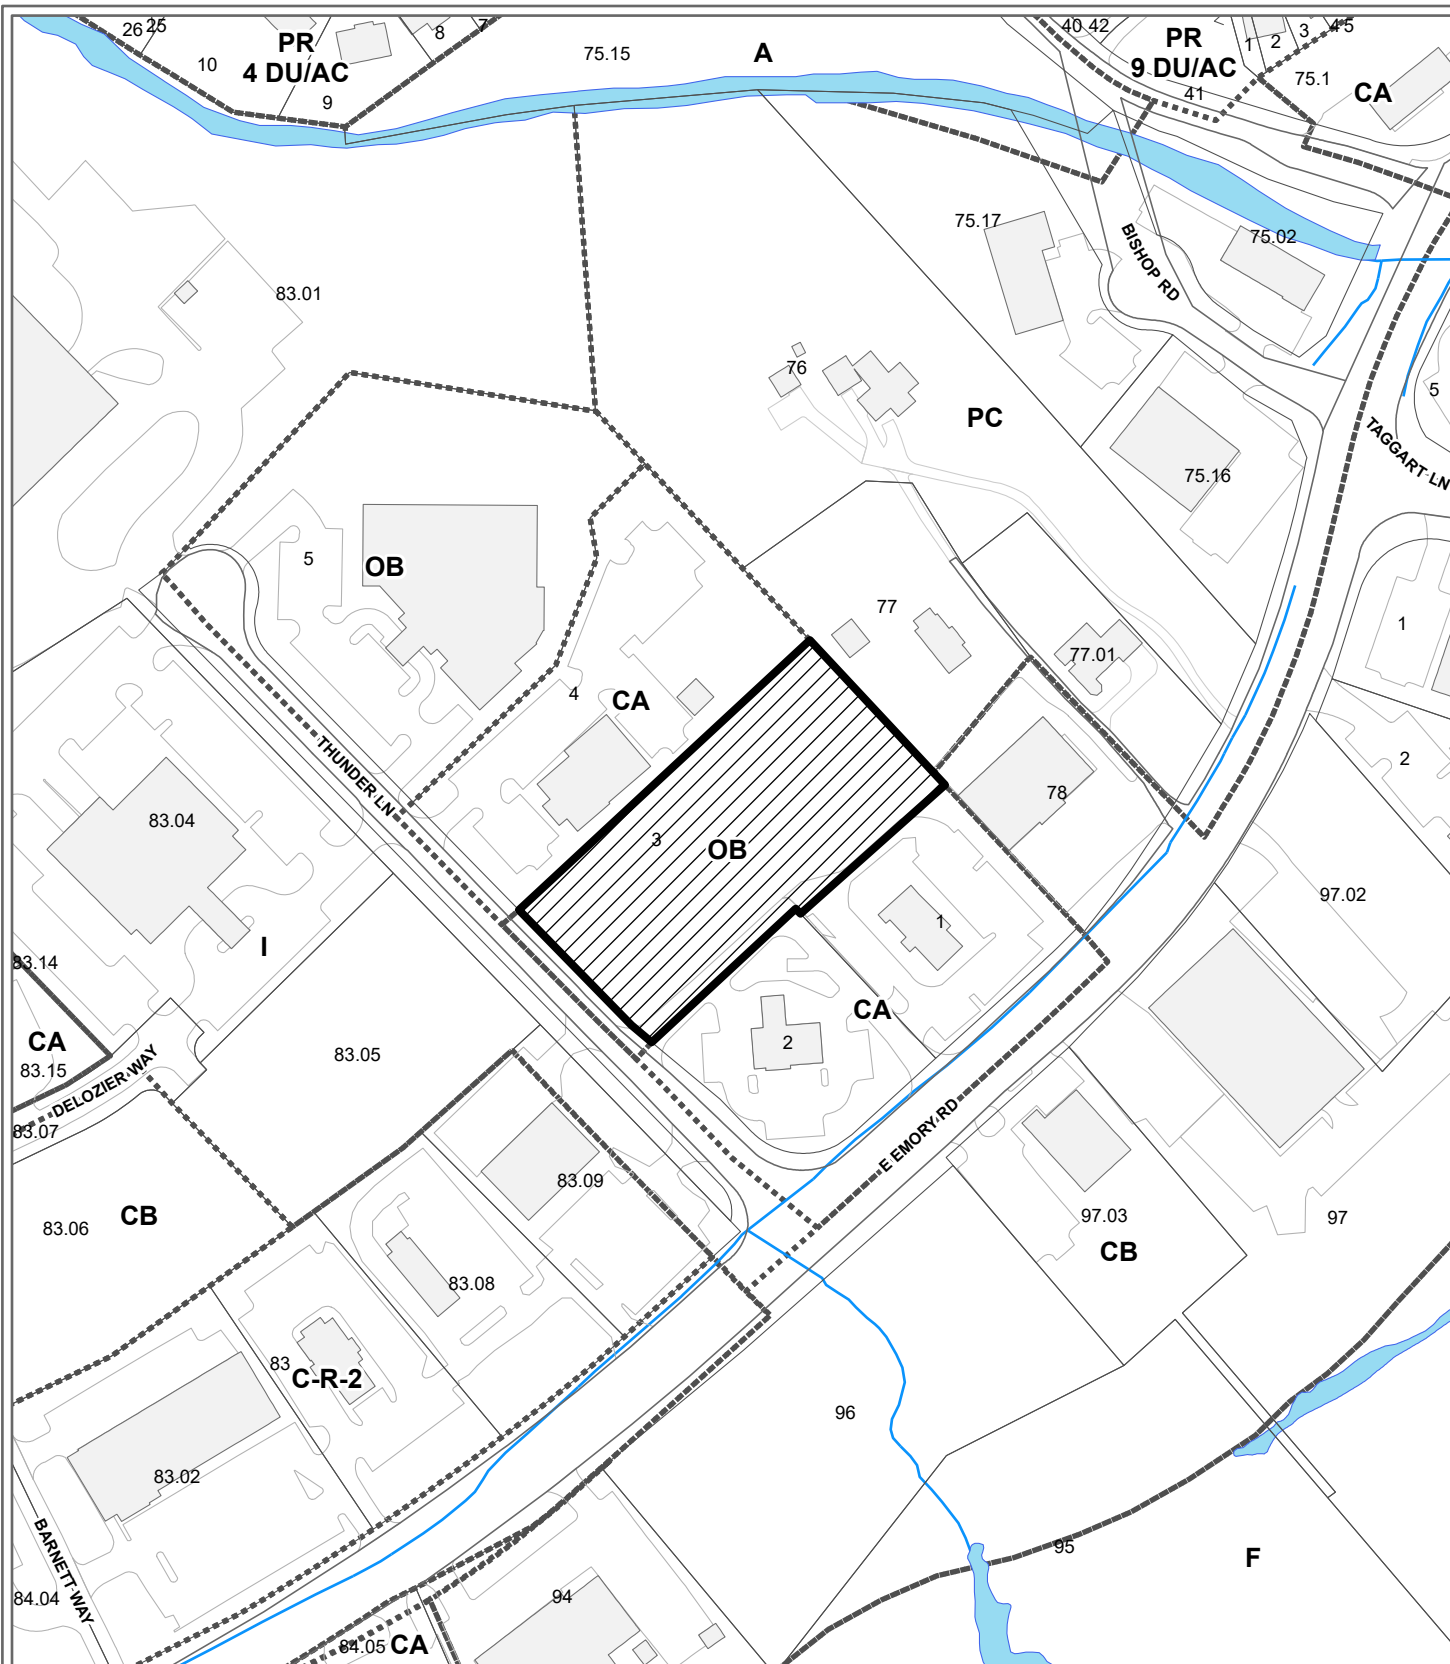 26
25
PR
4 DU/AC
10
9
8
7
75.15
A
40
42
PR
9 DU/AC
41
1
2
3
4
5
75.1
CA
83.01
75.17
BISHOP RD
75.02
76
PC
75.16
5
TAGGART LN
5
OB
77
77.01
1
4
CA
THUNDER LN
83.04
3
OB
78
2
97.02
1
I
83.14
CA
83.15
DELOZIER WAY
83.05
CA
2
83.07
E EMORY RD
83.09
83.06
CB
97.03
CB
97
83.08
83
C-R-2
96
83.02
BARNETT WAY
95
F
84.04
94
84.05
CA